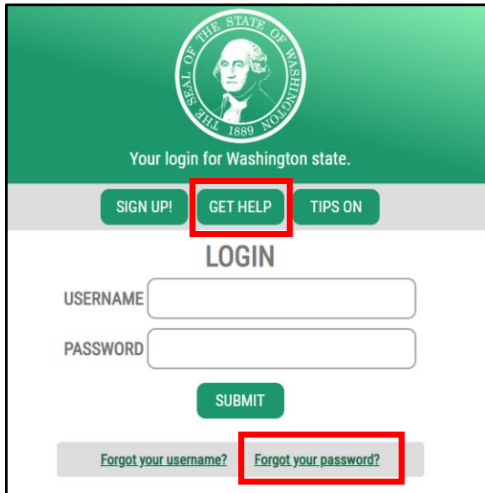 THE SEAL OF THE STATE OF WASHINGTON
1889
Your login for Washington state.
SIGN UP! GET HELP TIPS ON
LOGIN
USERNAME
PASSWORD
SUBMIT
Forgot your username? Forgot your password?